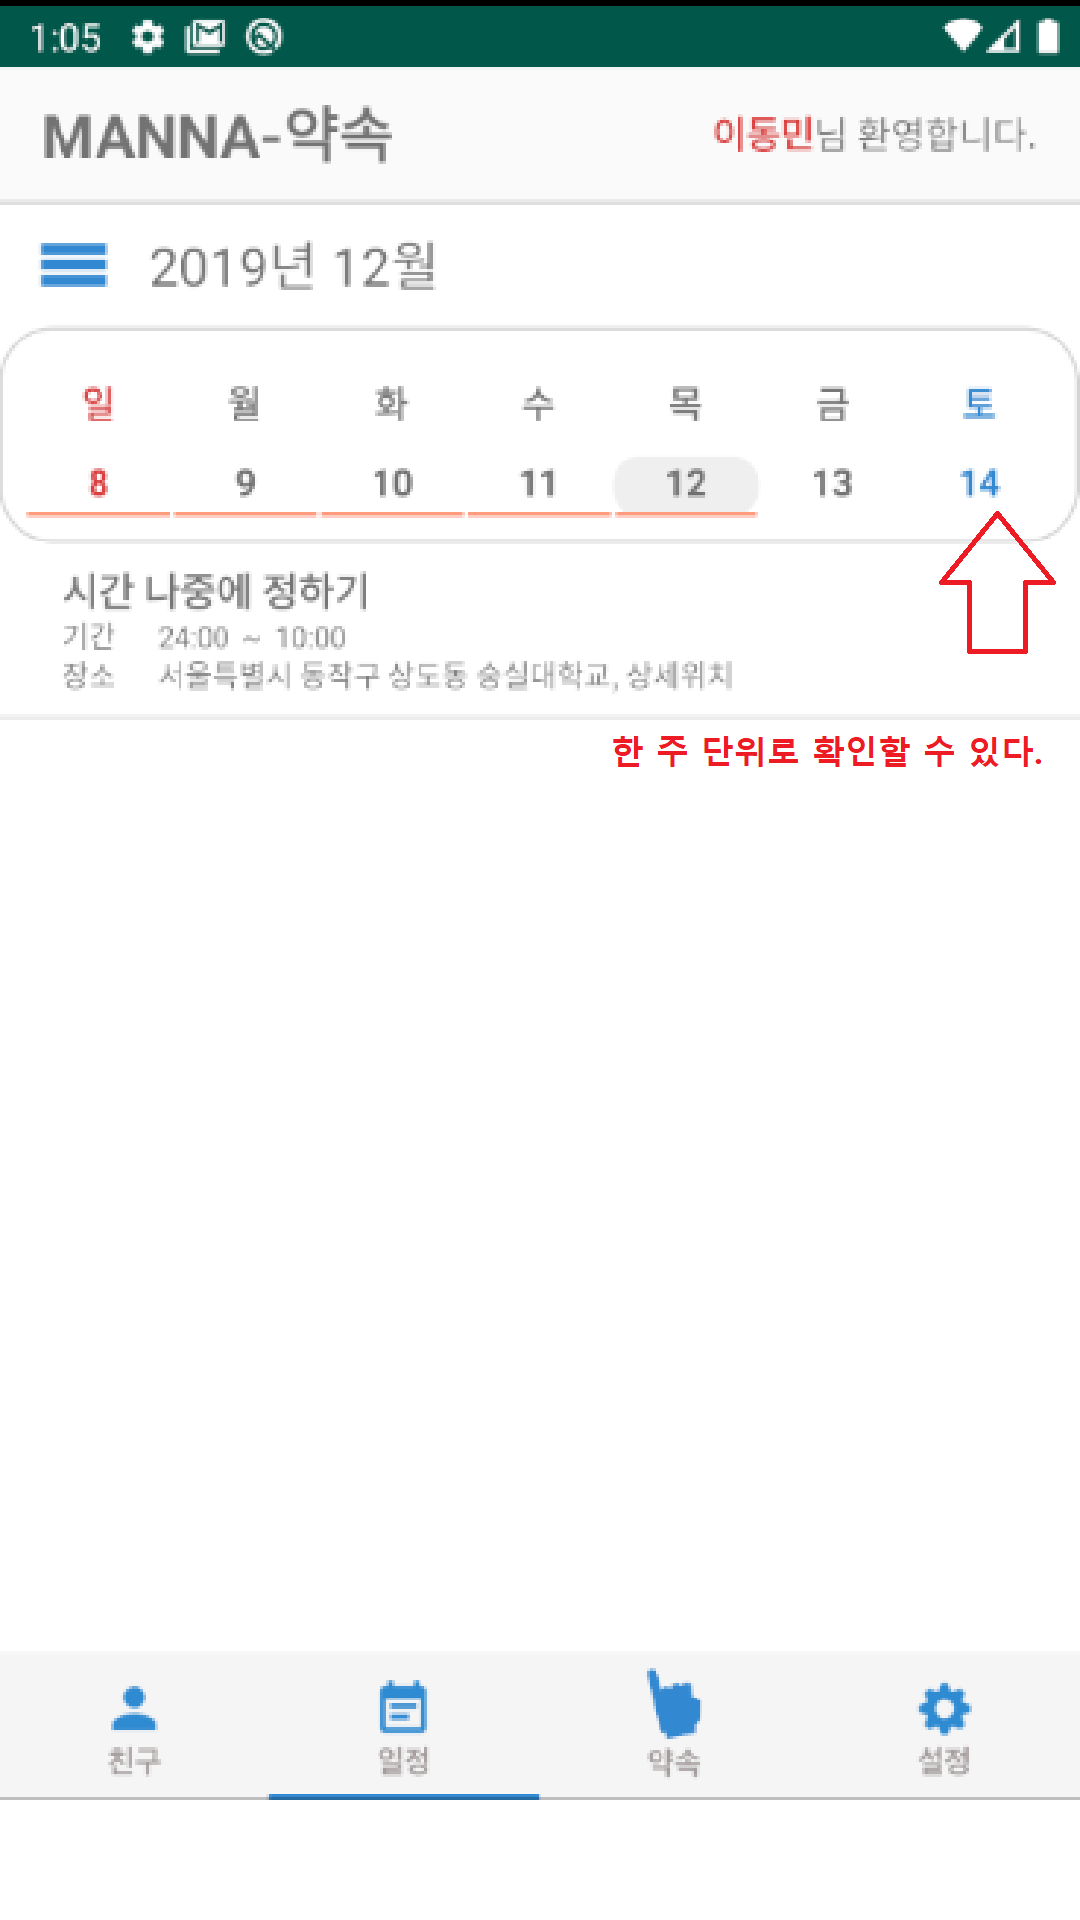 1:05
MANNA-약속 이동민님 환영합니다.
2019년 12월
일 월 화 수 목 금 토
8 9 10 11 12 13 14
시간 나중에 정하기
기간 24:00 ~ 10:00
장소 서울특별시 동작구 상도동 숭실대학교, 상세위치
한 주 단위로 확인할 수 있다.
친구 일정 약속 설정